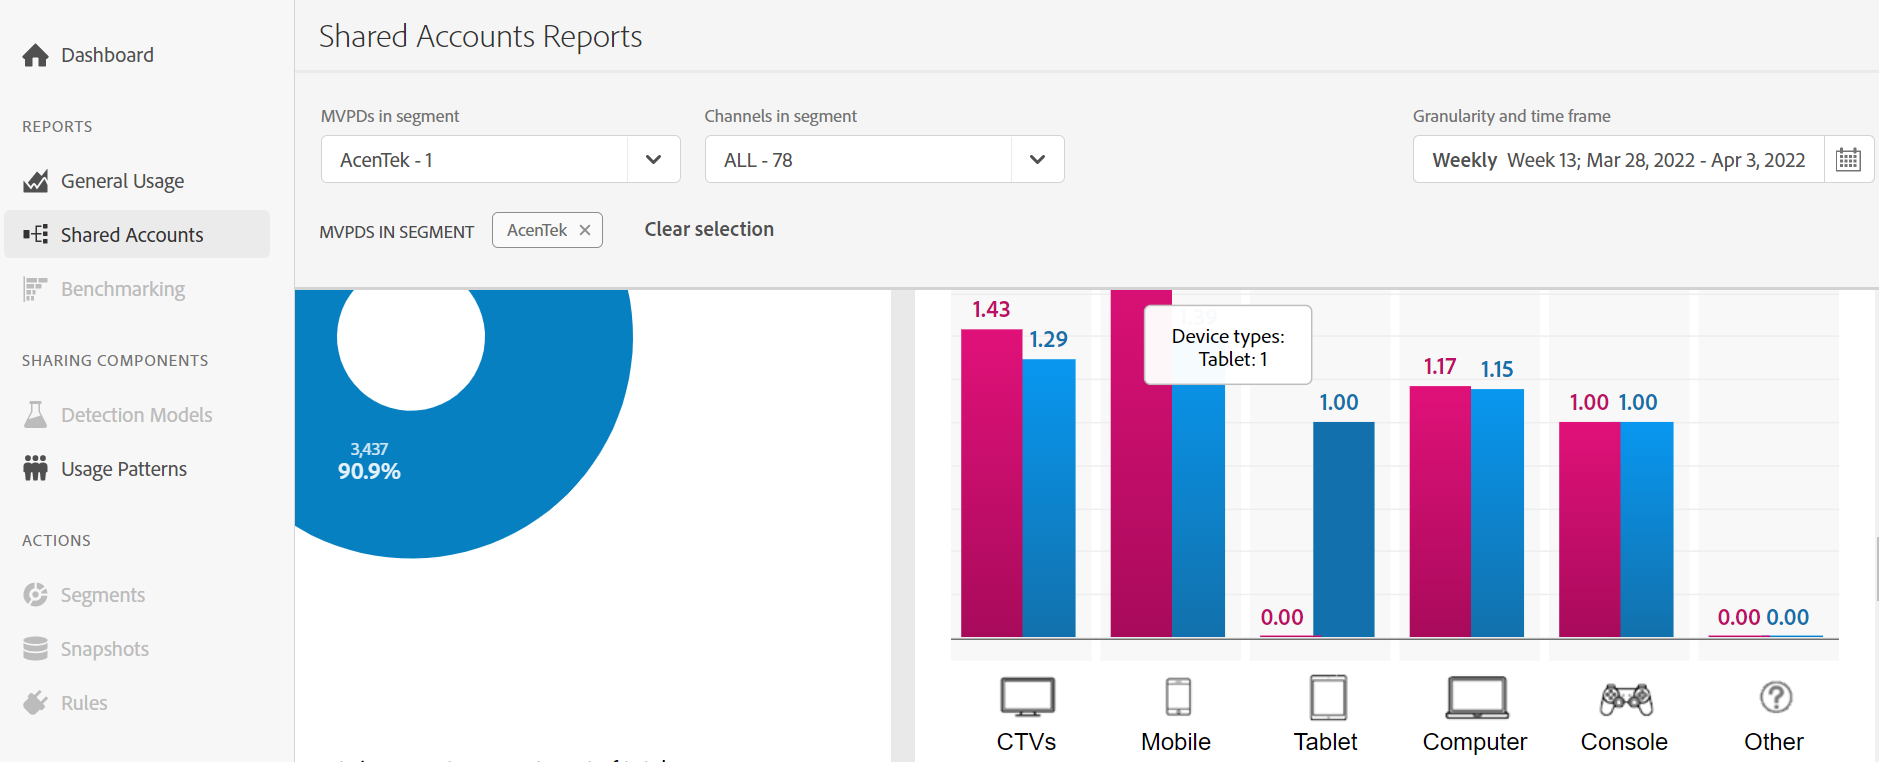 Dashboard
REPORTS
General Usage
Shared Accounts
Benchmarking
SHARING COMPONENTS
Detection Models
Usage Patterns
ACTIONS
Segments
Snapshots
Rules
Shared Accounts Reports
MVPDs in segment
AcenTek - 1
Channels in segment
ALL - 78
Granularity and time frame
Weekly Week 13; Mar 28, 2022 - Apr 3, 2022
MVPDS IN SEGMENT
AcenTek ×
Clear selection
3,437
90.9%
1.43
1.29
1.39
Device types:
Tablet: 1
0.00
1.00
1.17
1.15
1.00 1.00
0.00 0.00
CTVs
Mobile
Tablet
Computer
Console
Other